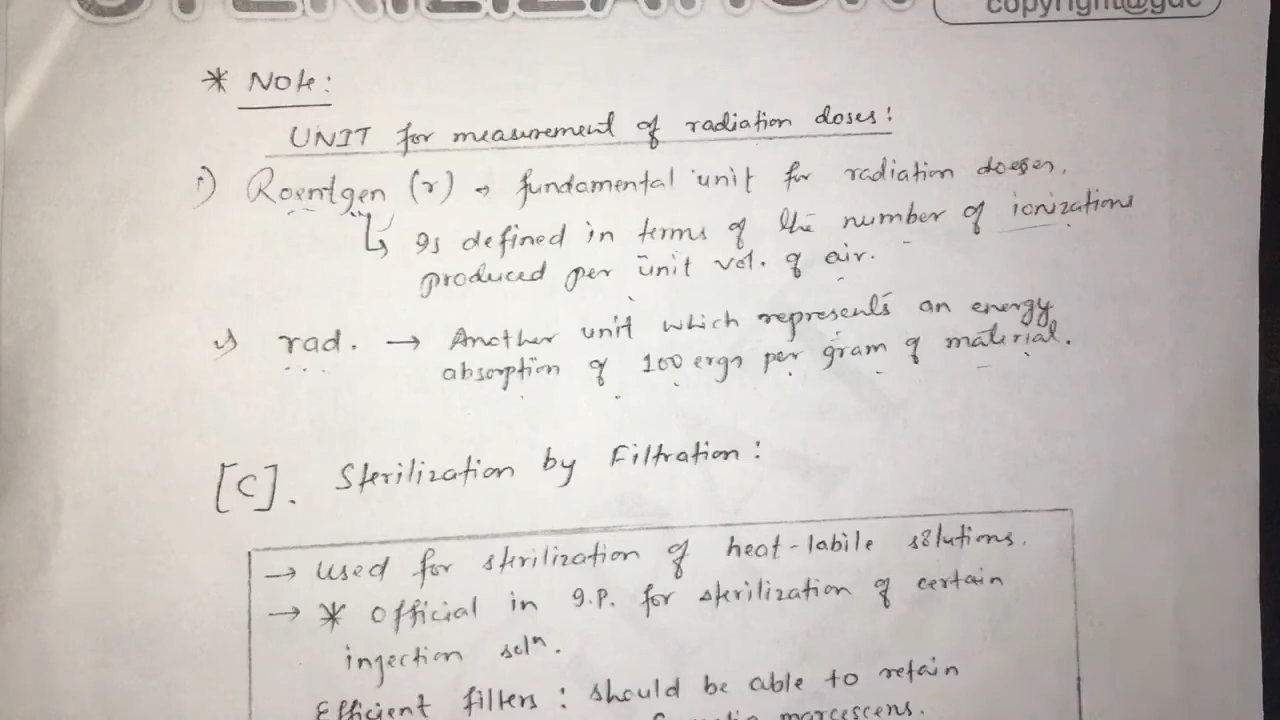 STERILIZATION
copyright@gdc
* Note:
UNIT for measurement of radiation doses:
i) Roentgen (r) → fundamental unit for radiation doses.
↳ Is defined in terms of the number of ionizations
produced per unit vol. of air.
rad. → Another unit which represents an energy
absorption of 100 ergs per gram of material.
[C]. Sterilization by Filtration:
→ Used for sterilization of heat-labile solutions.
→ * Official in I.P. for sterilization of certain
injection solⁿ.
Efficient filters: should be able to retain
marcescens.